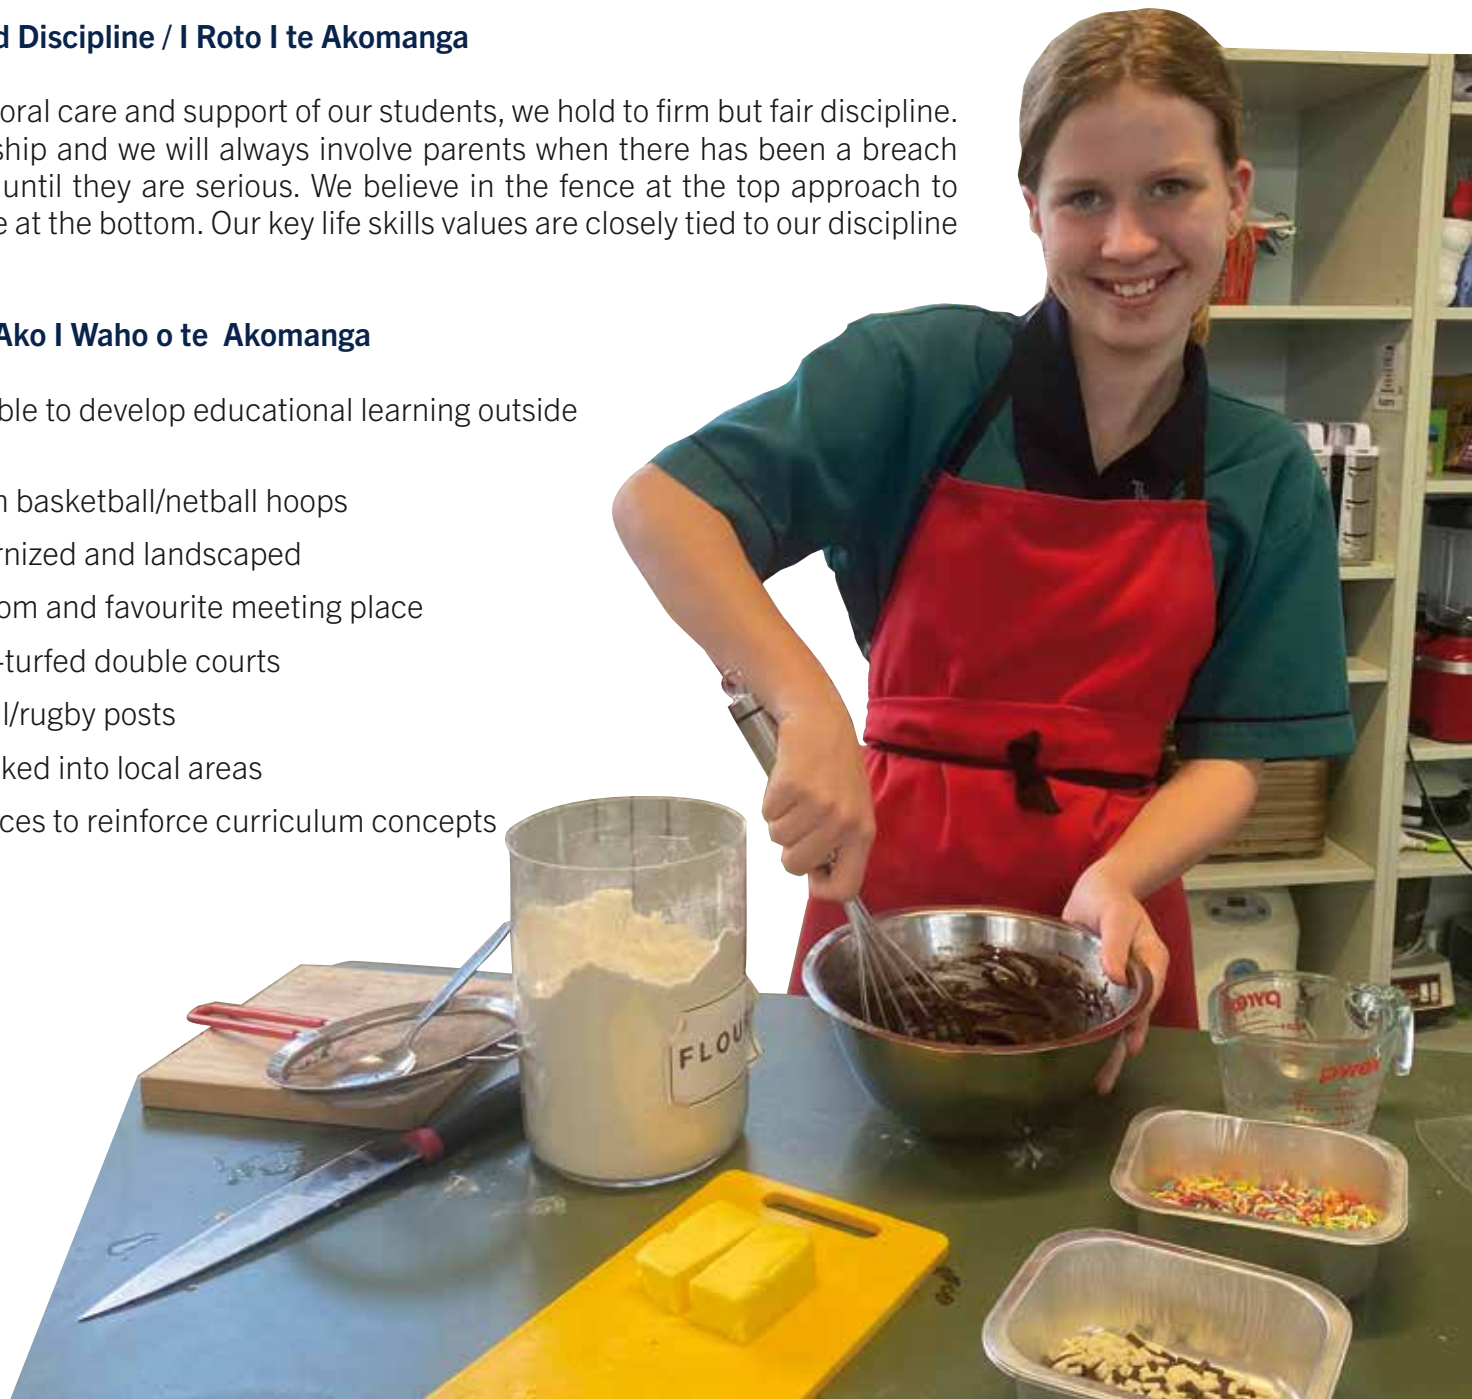 d Discipline / I Roto I te Akomanga
oral care and support of our students, we hold to firm but fair discipline.
ship and we will always involve parents when there has been a breach
until they are serious. We believe in the fence at the top approach to
e at the bottom. Our key life skills values are closely tied to our discipline
Ako I Waho o te Akomanga
ble to develop educational learning outside
n basketball/netball hoops
rnized and landscaped
om and favourite meeting place
-turfed double courts
l/rugby posts
ked into local areas
ces to reinforce curriculum concepts
FLOUR
pyrex
pyrex